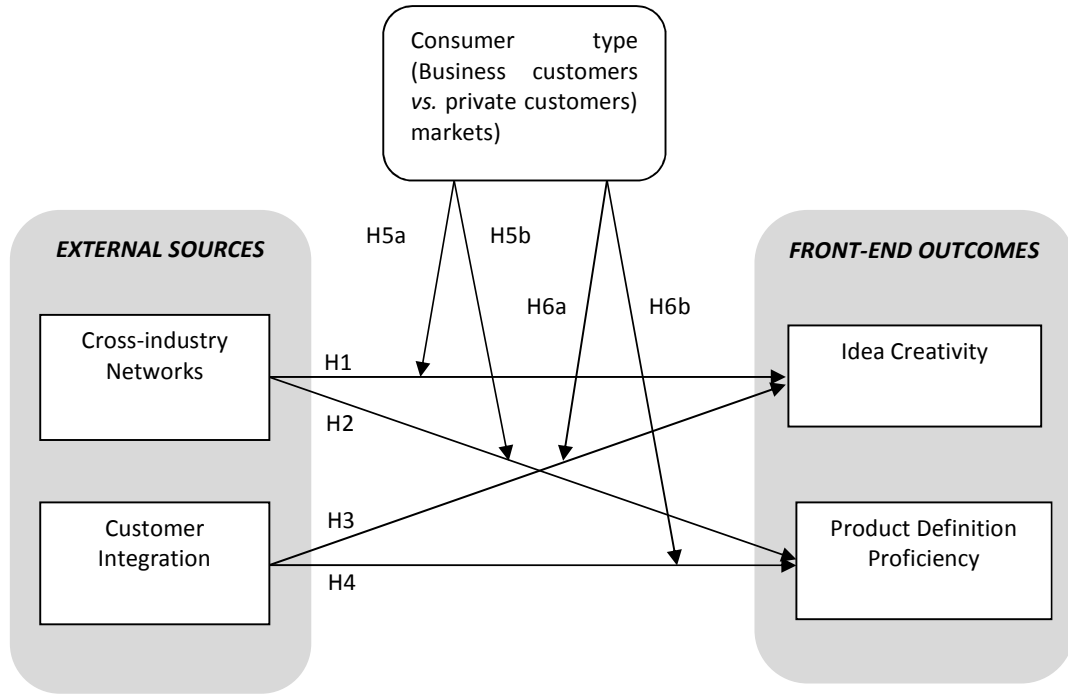 Consumer type
(Business customers
vs. private customers)
markets)
H5a
H5b
EXTERNAL SOURCES
FRONT-END OUTCOMES
H6a
H6b
Cross-industry
Networks
H1
Idea Creativity
H2
Customer
Integration
H3
Product Definition
Proficiency
H4